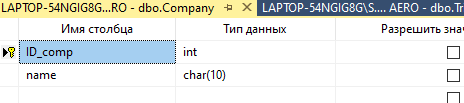 LAPTOP-54NGIG8G...RO - dbo.Company LAPTOP-54NGIG8G\S.... AERO - dbo.Tr
Имя столбца Тип данных Разрешить знач
ID_comp int
name char(10)